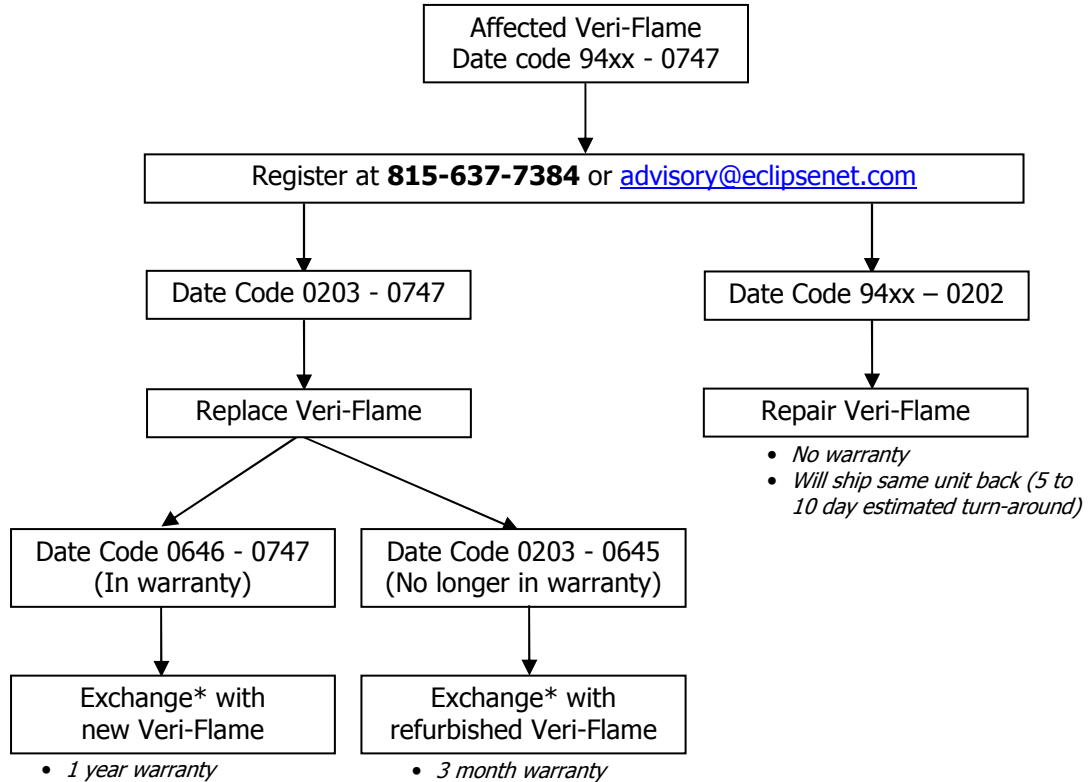 Affected Veri-Flame
Date code 94xx - 0747
Register at 815-637-7384 or advisory@eclipsenet.com
Date Code 0203 - 0747
Date Code 94xx – 0202
Replace Veri-Flame
Repair Veri-Flame
• No warranty
• Will ship same unit back (5 to
10 day estimated turn-around)
Date Code 0646 - 0747
(In warranty)
Date Code 0203 - 0645
(No longer in warranty)
Exchange* with
new Veri-Flame
• 1 year warranty
Exchange* with
refurbished Veri-Flame
• 3 month warranty